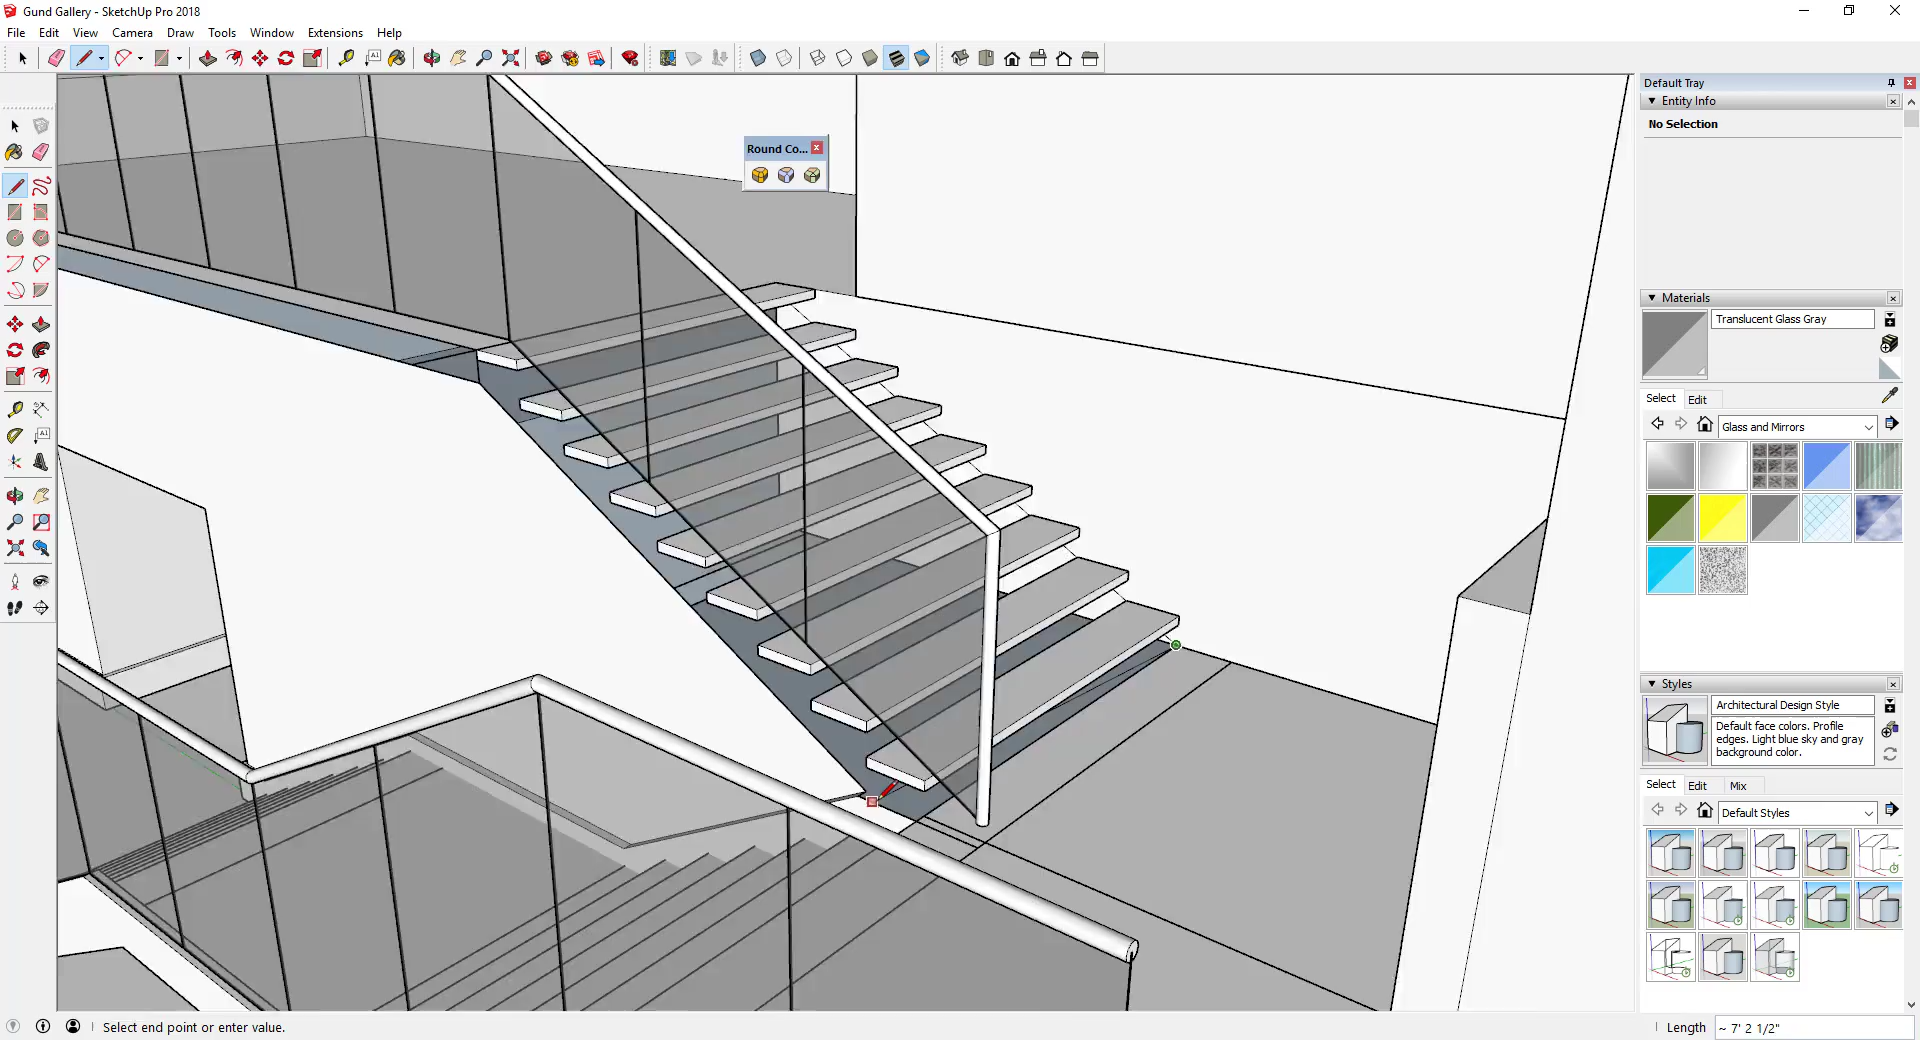 Gund Gallery - SketchUp Pro 2018
File Edit View Camera Draw Tools Window Extensions Help
Default Tray
Entity Info
No Selection
Round Co...
Materials
Translucent Glass Gray
Select Edit
Glass and Mirrors
Styles
Architectural Design Style
Default face colors. Profile
edges. Light blue sky and gray
background color.
Select Edit Mix
Default Styles
Select end point or enter value.
Length ~ 7' 2 1/2"